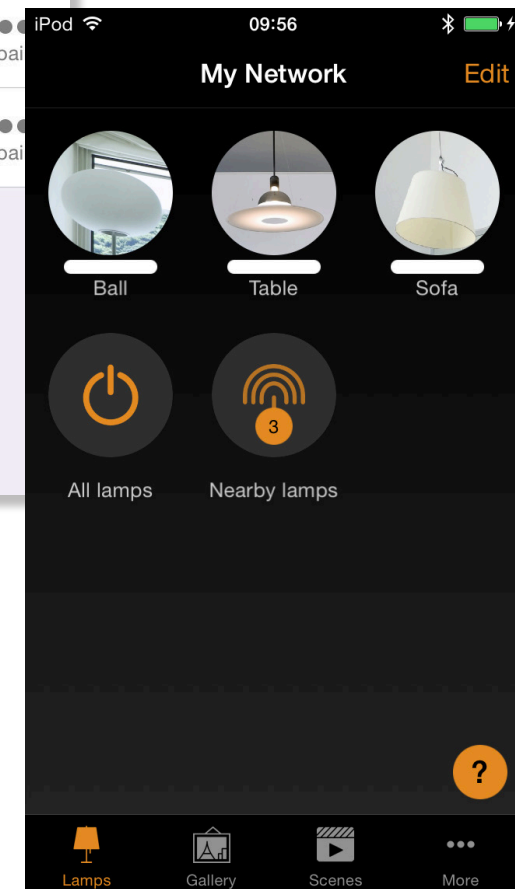 iPod 09:56
My Network Edit
Ball Table Sofa
3
All lamps Nearby lamps
?
Lamps Gallery Scenes More